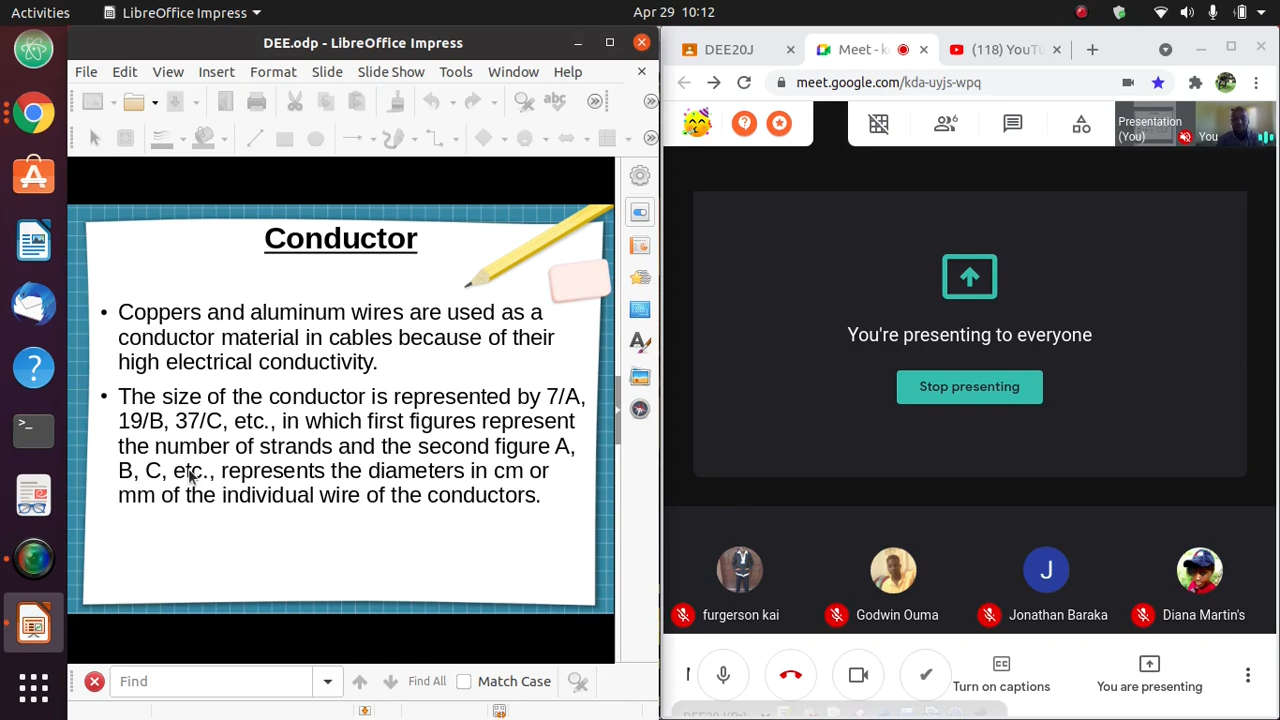 Activities
LibreOffice Impress
Apr 29 10:12
DEE.odp - LibreOffice Impress
File Edit View Insert Format Slide Slide Show Tools Window Help
abc
Conductor
• Coppers and aluminum wires are used as a
conductor material in cables because of their
high electrical conductivity.
• The size of the conductor is represented by 7/A,
19/B, 37/C, etc., in which first figures represent
the number of strands and the second figure A,
B, C, etc., represents the diameters in cm or
mm of the individual wire of the conductors.
Find
Find All
Match Case
DEE20J
Meet - k
(118) YouTu
meet.google.com/kda-uyjs-wpq
6
Presentation
(You)
You
You're presenting to everyone
Stop presenting
furgerson kai
Godwin Ouma
J
Jonathan Baraka
Diana Martin's
Turn on captions
You are presenting